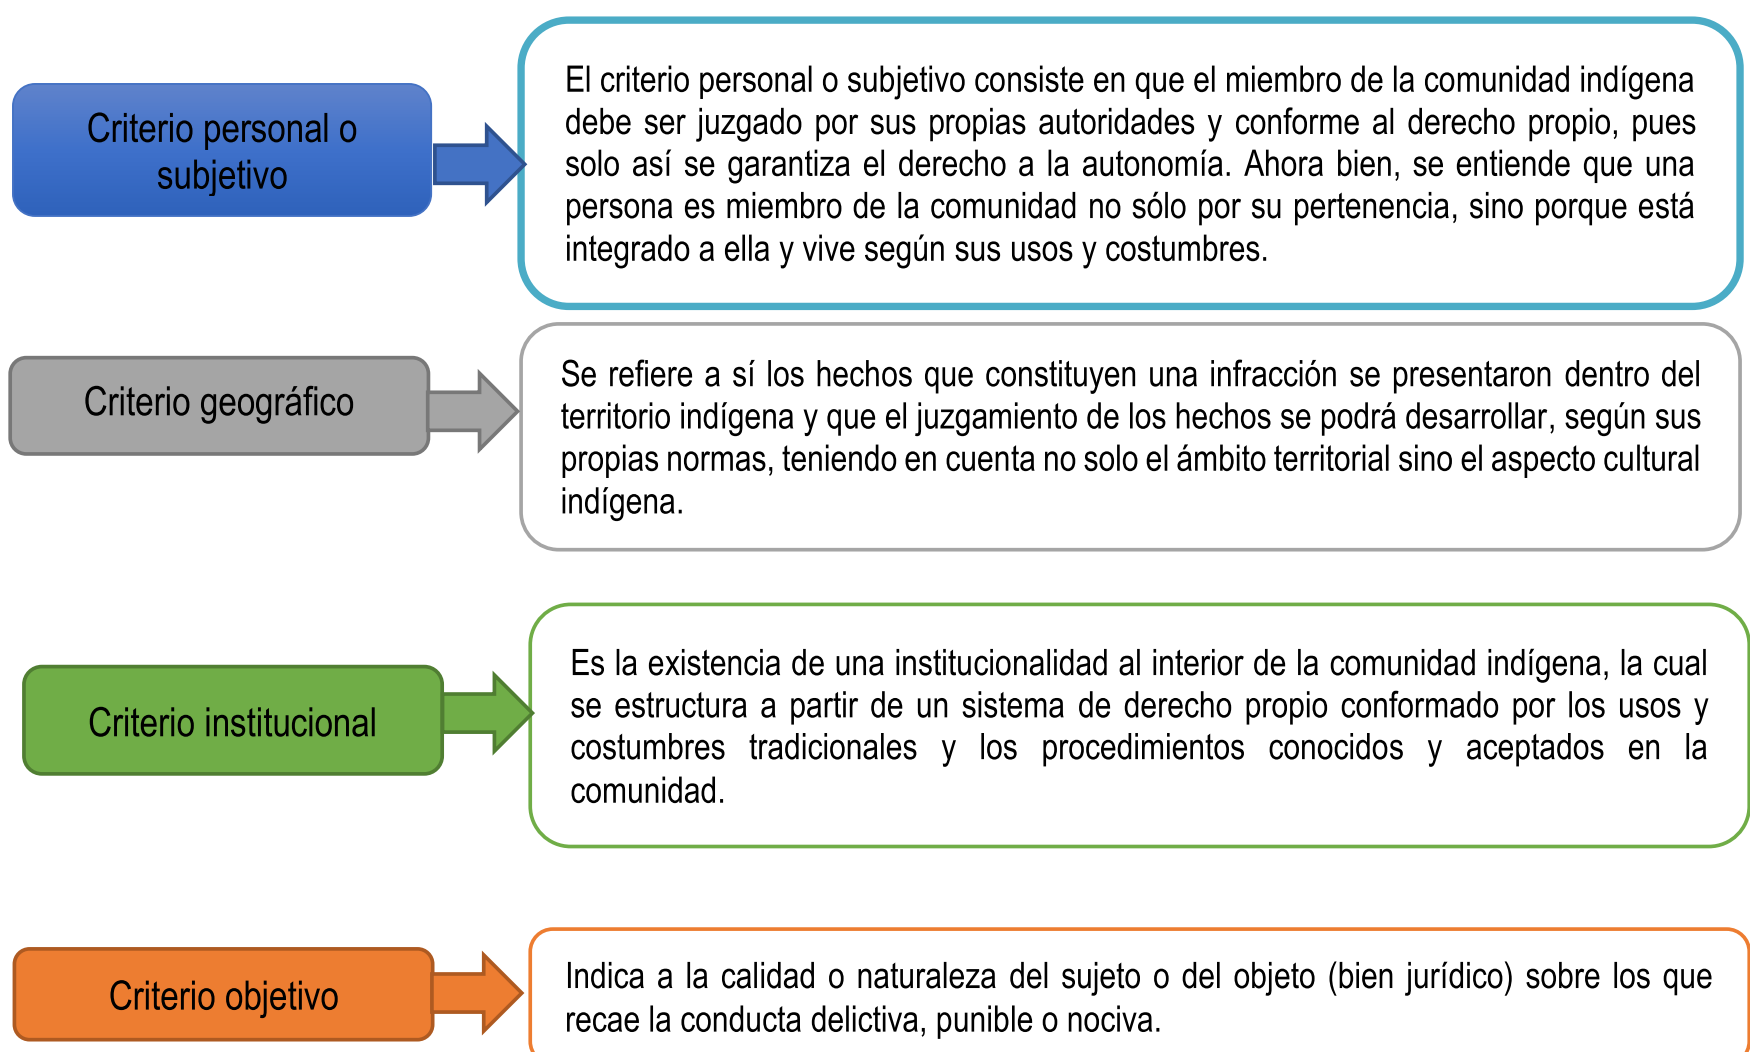 Criterio personal o
subjetivo
El criterio personal o subjetivo consiste en que el miembro de la comunidad indígena
debe ser juzgado por sus propias autoridades y conforme al derecho propio, pues
solo así se garantiza el derecho a la autonomía. Ahora bien, se entiende que una
persona es miembro de la comunidad no sólo por su pertenencia, sino porque está
integrado a ella y vive según sus usos y costumbres.
Criterio geográfico
Se refiere a sí los hechos que constituyen una infracción se presentaron dentro del
territorio indígena y que el juzgamiento de los hechos se podrá desarrollar, según sus
propias normas, teniendo en cuenta no solo el ámbito territorial sino el aspecto cultural
indígena.
Criterio institucional
Es la existencia de una institucionalidad al interior de la comunidad indígena, la cual
se estructura a partir de un sistema de derecho propio conformado por los usos y
costumbres tradicionales y los procedimientos conocidos y aceptados en la
comunidad.
Criterio objetivo
Indica a la calidad o naturaleza del sujeto o del objeto (bien jurídico) sobre los que
recae la conducta delictiva, punible o nociva.